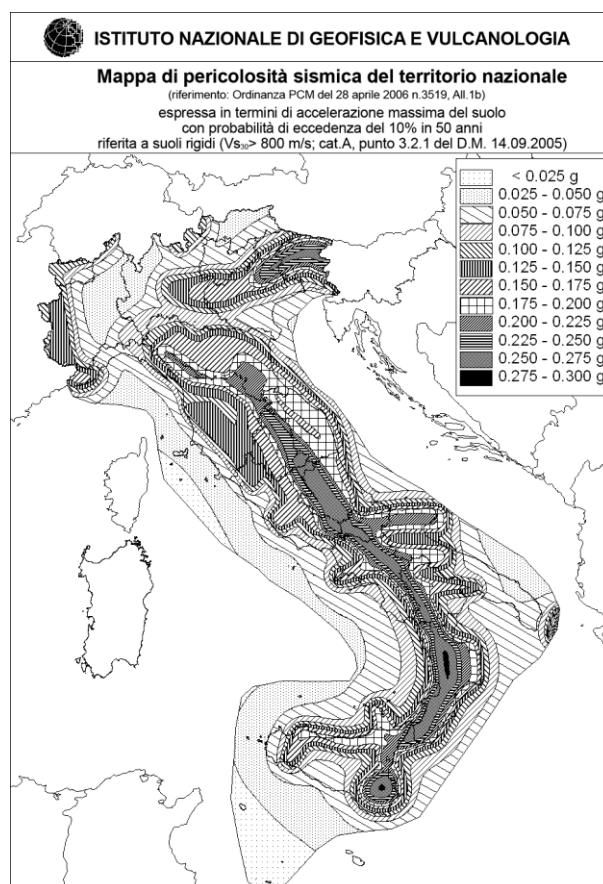 ISTITUTO NAZIONALE DI GEOFISICA E VULCANOLOGIA
Mappa di pericolosità sismica del territorio nazionale
(riferimento: Ordinanza PCM del 28 aprile 2006 n.3519, All.1b)
espressa in termini di accelerazione massima del suolo
con probabilità di eccedenza del 10% in 50 anni
riferita a suoli rigidi (Vs₃₀> 800 m/s; cat.A, punto 3.2.1 del D.M. 14.09.2005)
< 0.025 g
0.025 - 0.050 g
0.050 - 0.075 g
0.075 - 0.100 g
0.100 - 0.125 g
0.125 - 0.150 g
0.150 - 0.175 g
0.175 - 0.200 g
0.200 - 0.225 g
0.225 - 0.250 g
0.250 - 0.275 g
0.275 - 0.300 g